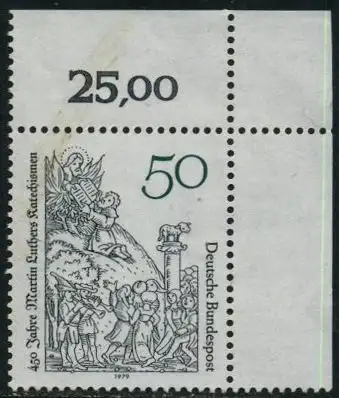 25,00
50
450 Jahre Martin Luthers Katechismen
Deutsche Bundespost
1979